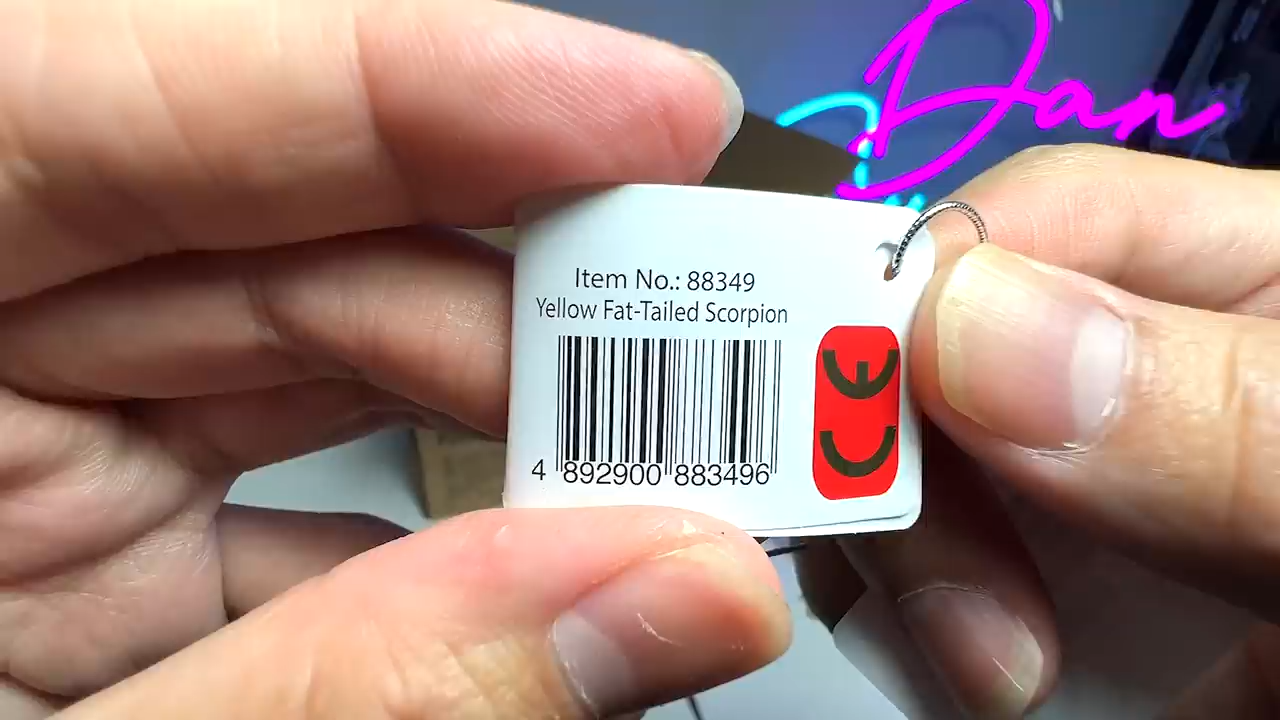 Dan
Item No.: 88349
Yellow Fat-Tailed Scorpion
4 892900 883496
CE